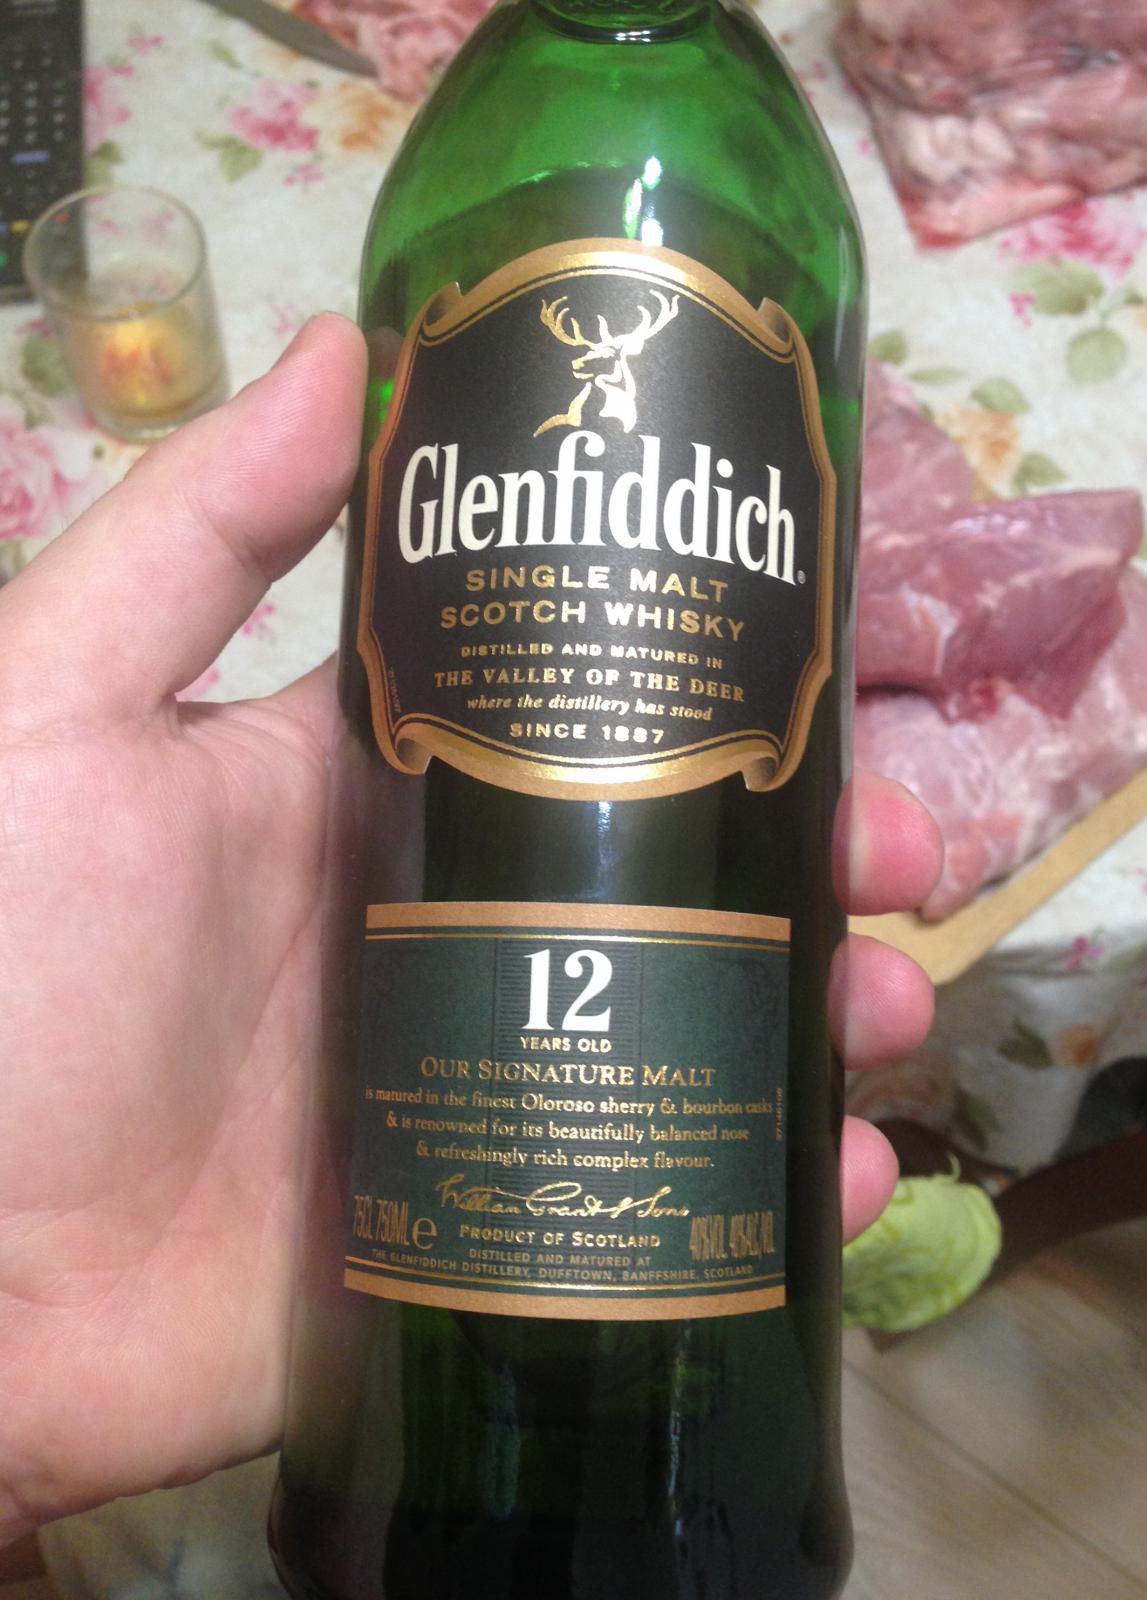 Glenfiddich®
SINGLE MALT
SCOTCH WHISKY
DISTILLED AND MATURED IN
THE VALLEY OF THE DEER
where the distillery has stood
SINCE 1887
12
YEARS OLD
OUR SIGNATURE MALT
is matured in the finest Oloroso sherry & bourbon casks
& is renowned for its beautifully balanced nose
& refreshingly rich complex flavour.
William Grant & Sons
75CL 750ML e PRODUCT OF SCOTLAND 40%VOL 40%ALC/VOL
DISTILLED AND MATURED AT
THE GLENFIDDICH DISTILLERY, DUFFTOWN, BANFFSHIRE, SCOTLAND